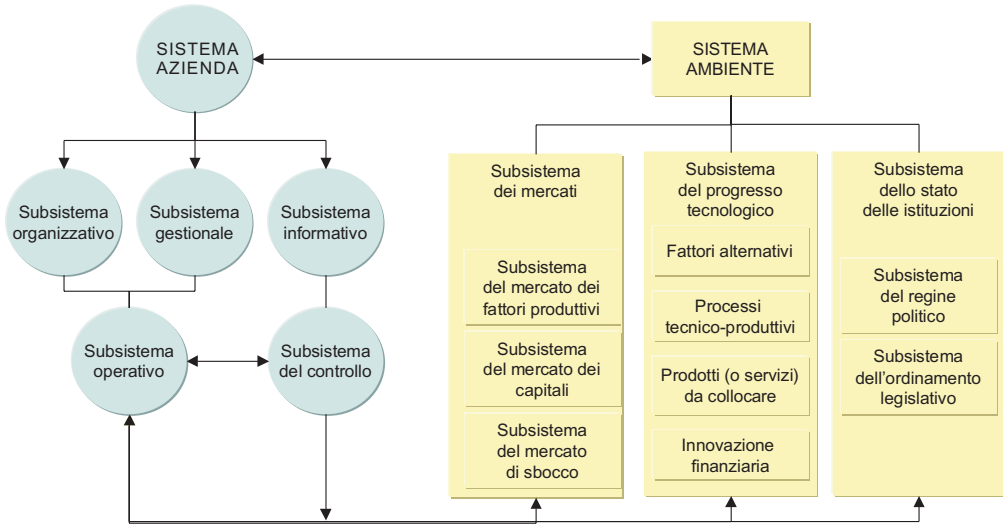 SISTEMA
AZIENDA
SISTEMA
AMBIENTE
Subsistema
organizzativo
Subsistema
gestionale
Subsistema
informativo
Subsistema
operativo
Subsistema
del controllo
Subsistema
dei mercati
Subsistema
del mercato dei
fattori produttivi
Subsistema
del mercato dei
capitali
Subsistema
del mercato
di sbocco
Subsistema
del progresso
tecnologico
Fattori alternativi
Processi
tecnico-produttivi
Prodotti (o servizi)
da collocare
Innovazione
finanziaria
Subsistema
dello stato
delle istituzioni
Subsistema
del regine
politico
Subsistema
dell'ordinamento
legislativo